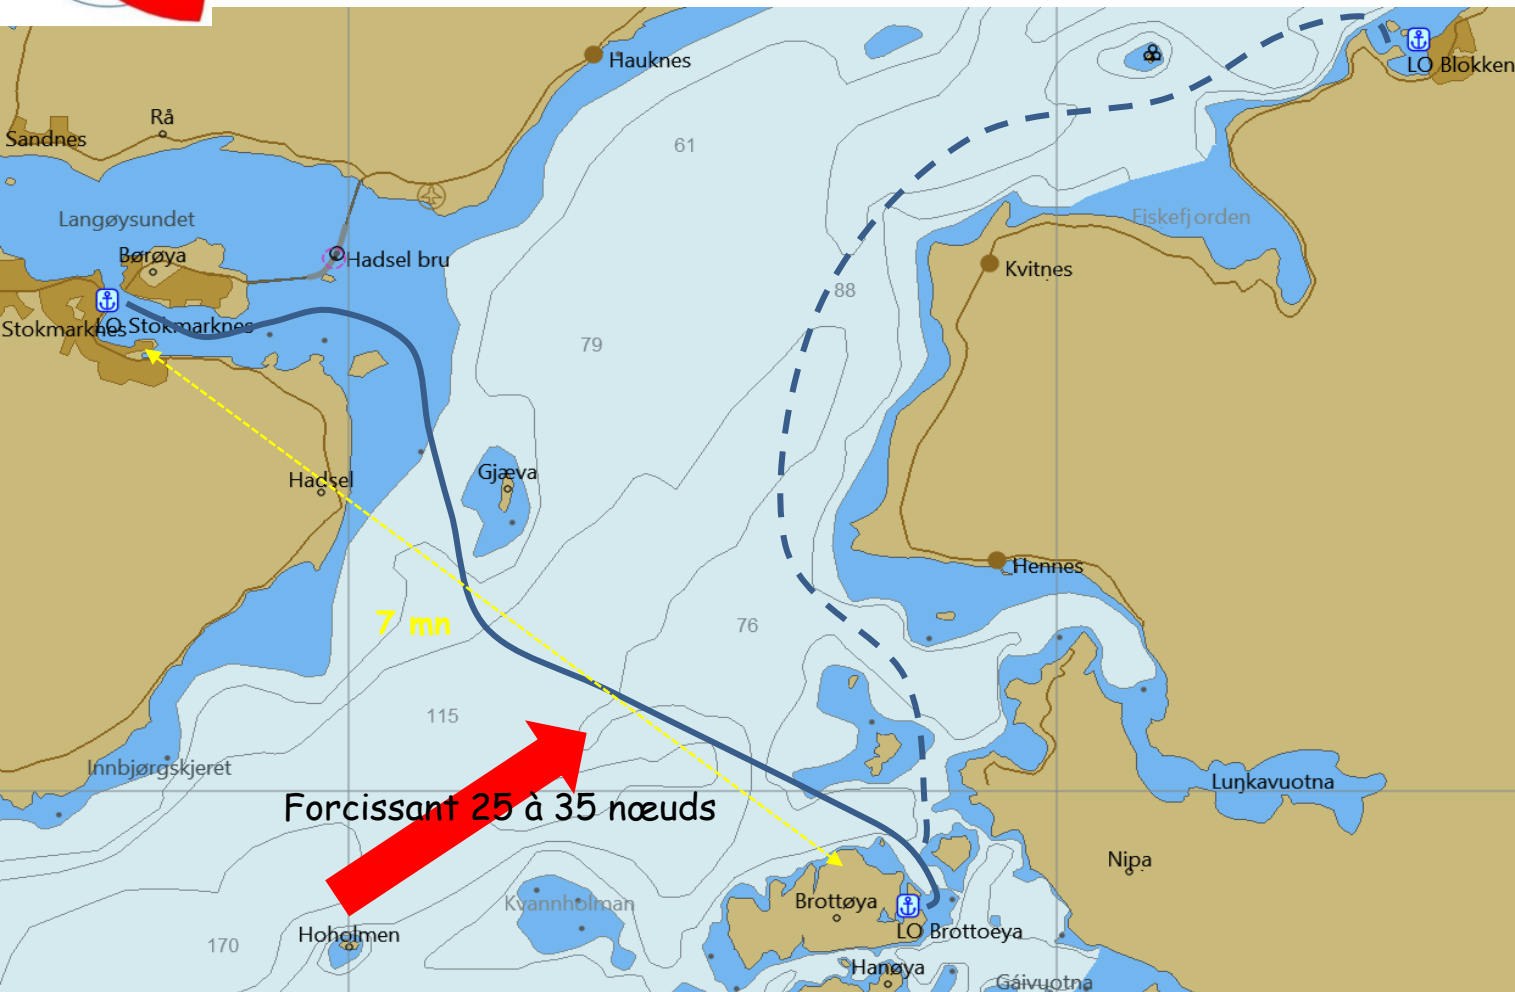 Hauknes
LO Blokken
Rå
Sandnes
61
Langøysundet
Fiskefjorden
Børøya
Hadsel bru
Kvitnes
88
Stokmarknes
LO Stokmarknes
79
Gjæva
Hadsel
Hennes
7 mn
76
115
Innbjørgskjeret
Luŋkavuotna
Forcissant 25 à 35 nœuds
Nipa
Brottøya
Kvannholman
LO Brottoeya
Hoholmen
170
Hanøya
Gáivuotna